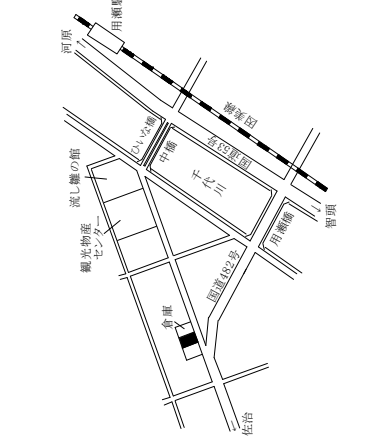 用瀬駅
河原
因美線
国道53号
ひいな橋
中橋
千代川
流し雛の館
観光物産
センター
用瀬橋
智頭
国道482号
倉庫
佐治